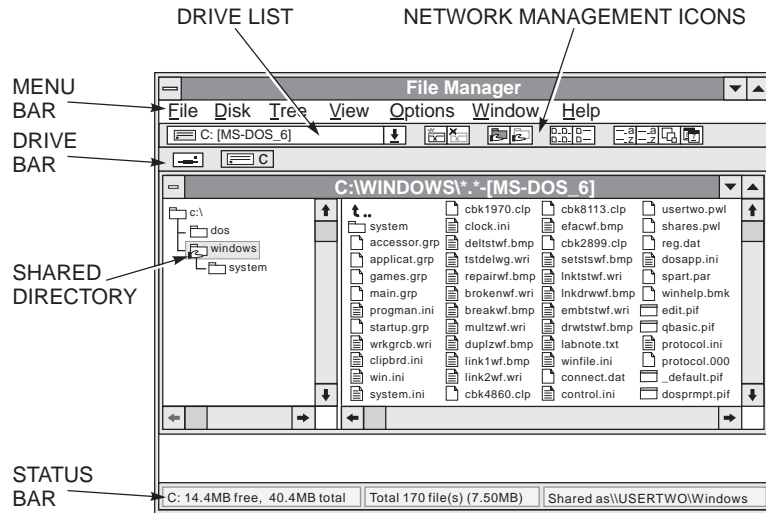 DRIVE LIST
NETWORK MANAGEMENT ICONS
MENU
BAR
DRIVE
BAR
SHARED
DIRECTORY
STATUS
BAR
File Manager
File Disk Tree View Options Window Help
C: [MS-DOS_6]
C
C:\WINDOWS\*.*-[MS-DOS_6]
c:\
dos
windows
system
..
system
accessor.grp
applicat.grp
games.grp
main.grp
progman.ini
startup.grp
wrkgrcb.wri
clipbrd.ini
win.ini
system.ini
cbk1970.clp
clock.ini
deltstwf.bmp
tstdelwg.wri
repairwf.bmp
brokenwf.wri
breakwf.bmp
multzwf.wri
duplzwf.bmp
link1wf.bmp
link2wf.wri
cbk4860.clp
cbk8113.clp
efacwf.bmp
cbk2899.clp
setstswf.bmp
lnktstwf.wri
lnkdrwwf.bmp
embtstwf.wri
drwtstwf.bmp
labnote.txt
winfile.ini
connect.dat
control.ini
usertwo.pwl
shares.pwl
reg.dat
dosapp.ini
spart.par
winhelp.bmk
edit.pif
qbasic.pif
protocol.ini
protocol.000
_default.pif
dosprmpt.pif
C: 14.4MB free, 40.4MB total
Total 170 file(s) (7.50MB)
Shared as\\USERTWO\Windows